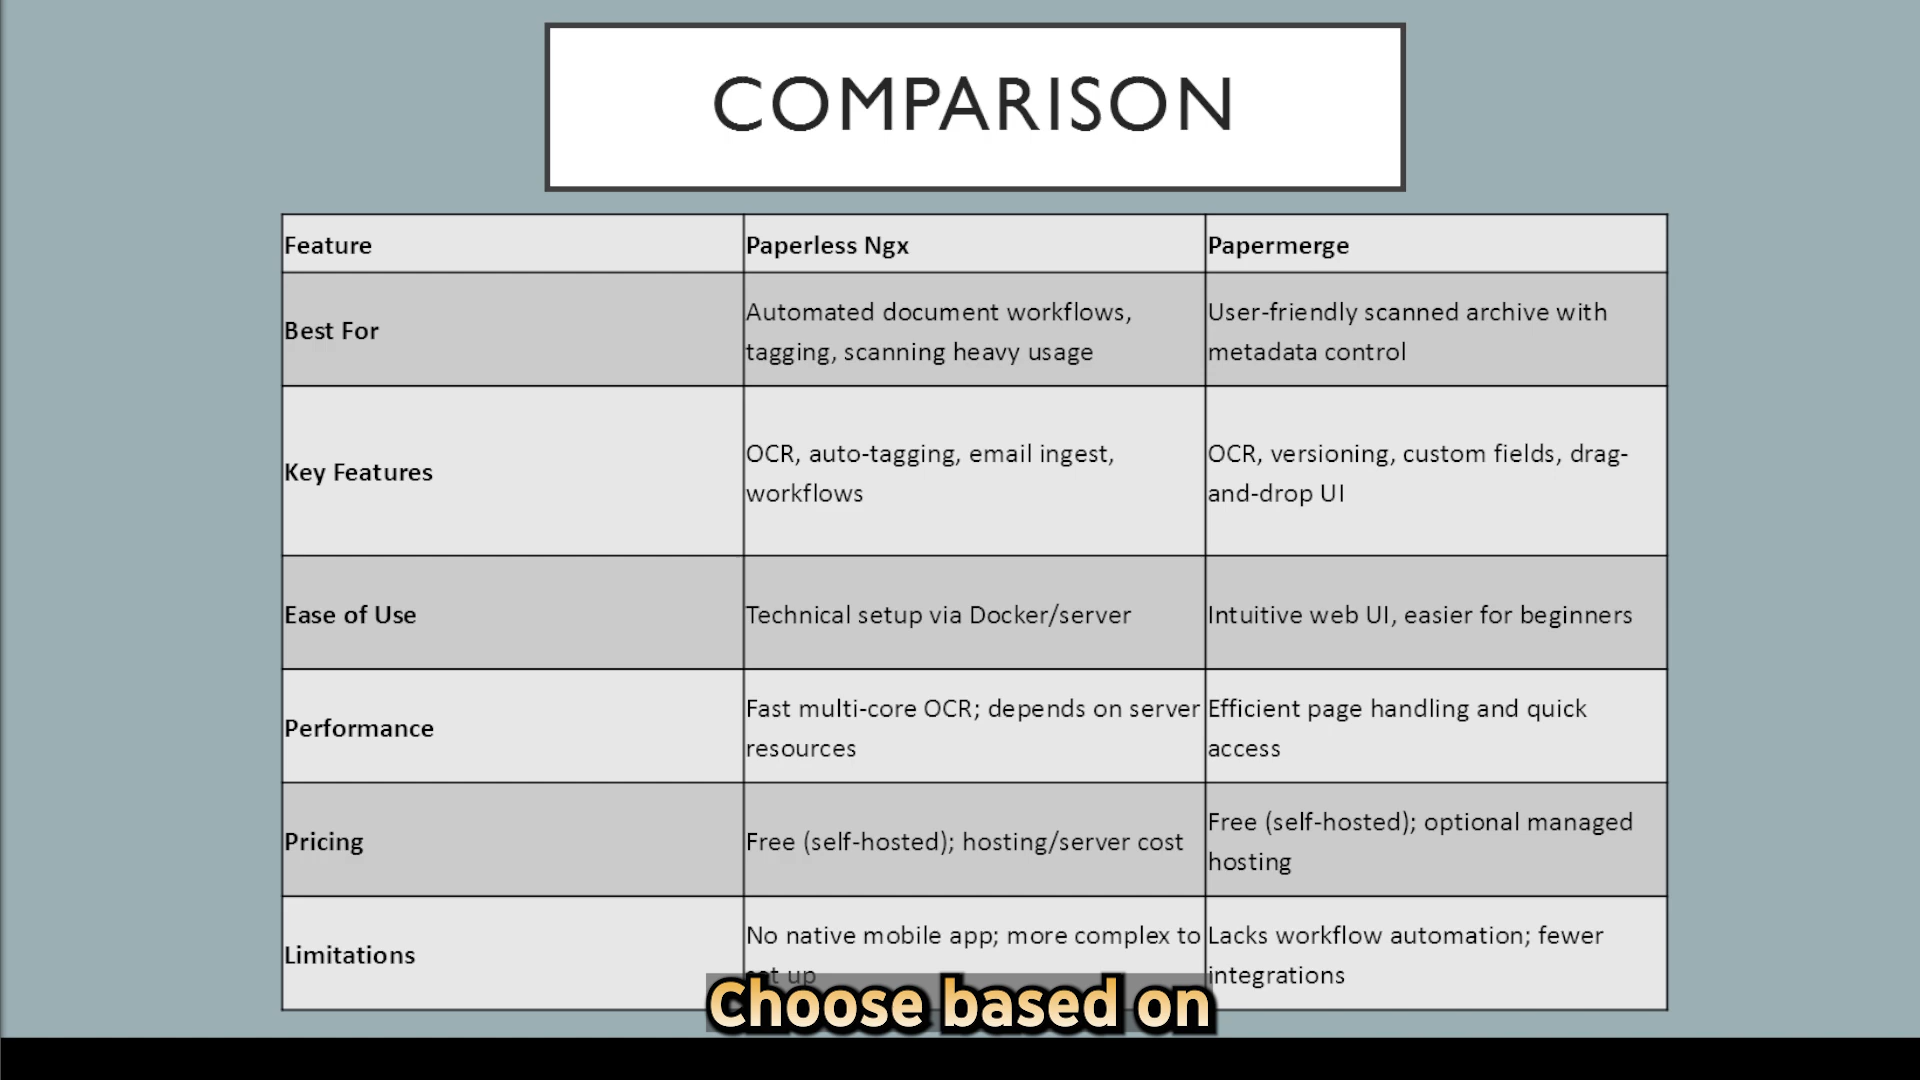 COMPARISON
Feature
Paperless Ngx
Papermerge
Best For
Automated document workflows,
tagging, scanning heavy usage
User-friendly scanned archive with
metadata control
Key Features
OCR, auto-tagging, email ingest,
workflows
OCR, versioning, custom fields, drag-
and-drop UI
Ease of Use
Technical setup via Docker/server
Intuitive web UI, easier for beginners
Performance
Fast multi-core OCR; depends on server
resources
Efficient page handling and quick
access
Pricing
Free (self-hosted); hosting/server cost
Free (self-hosted); optional managed
hosting
Limitations
No native mobile app; more complex to
set up
Lacks workflow automation; fewer
integrations
Choose based on